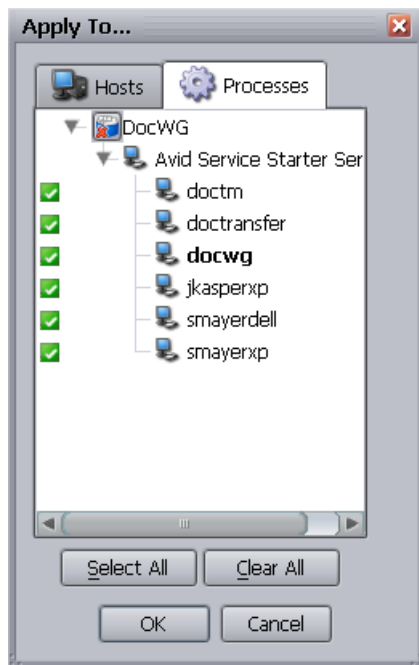 Apply To...
Hosts
Processes
DocWG
Avid Service Starter Ser
doctm
doctransfer
docwg
jkasperxp
smayerdell
smayerxp
Select All
Clear All
OK
Cancel